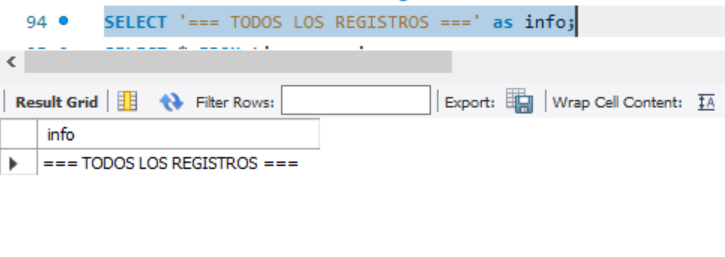 94 SELECT '=== TODOS LOS REGISTROS ===' as info;
Result Grid Filter Rows: Export: Wrap Cell Content: IA
info
=== TODOS LOS REGISTROS ===